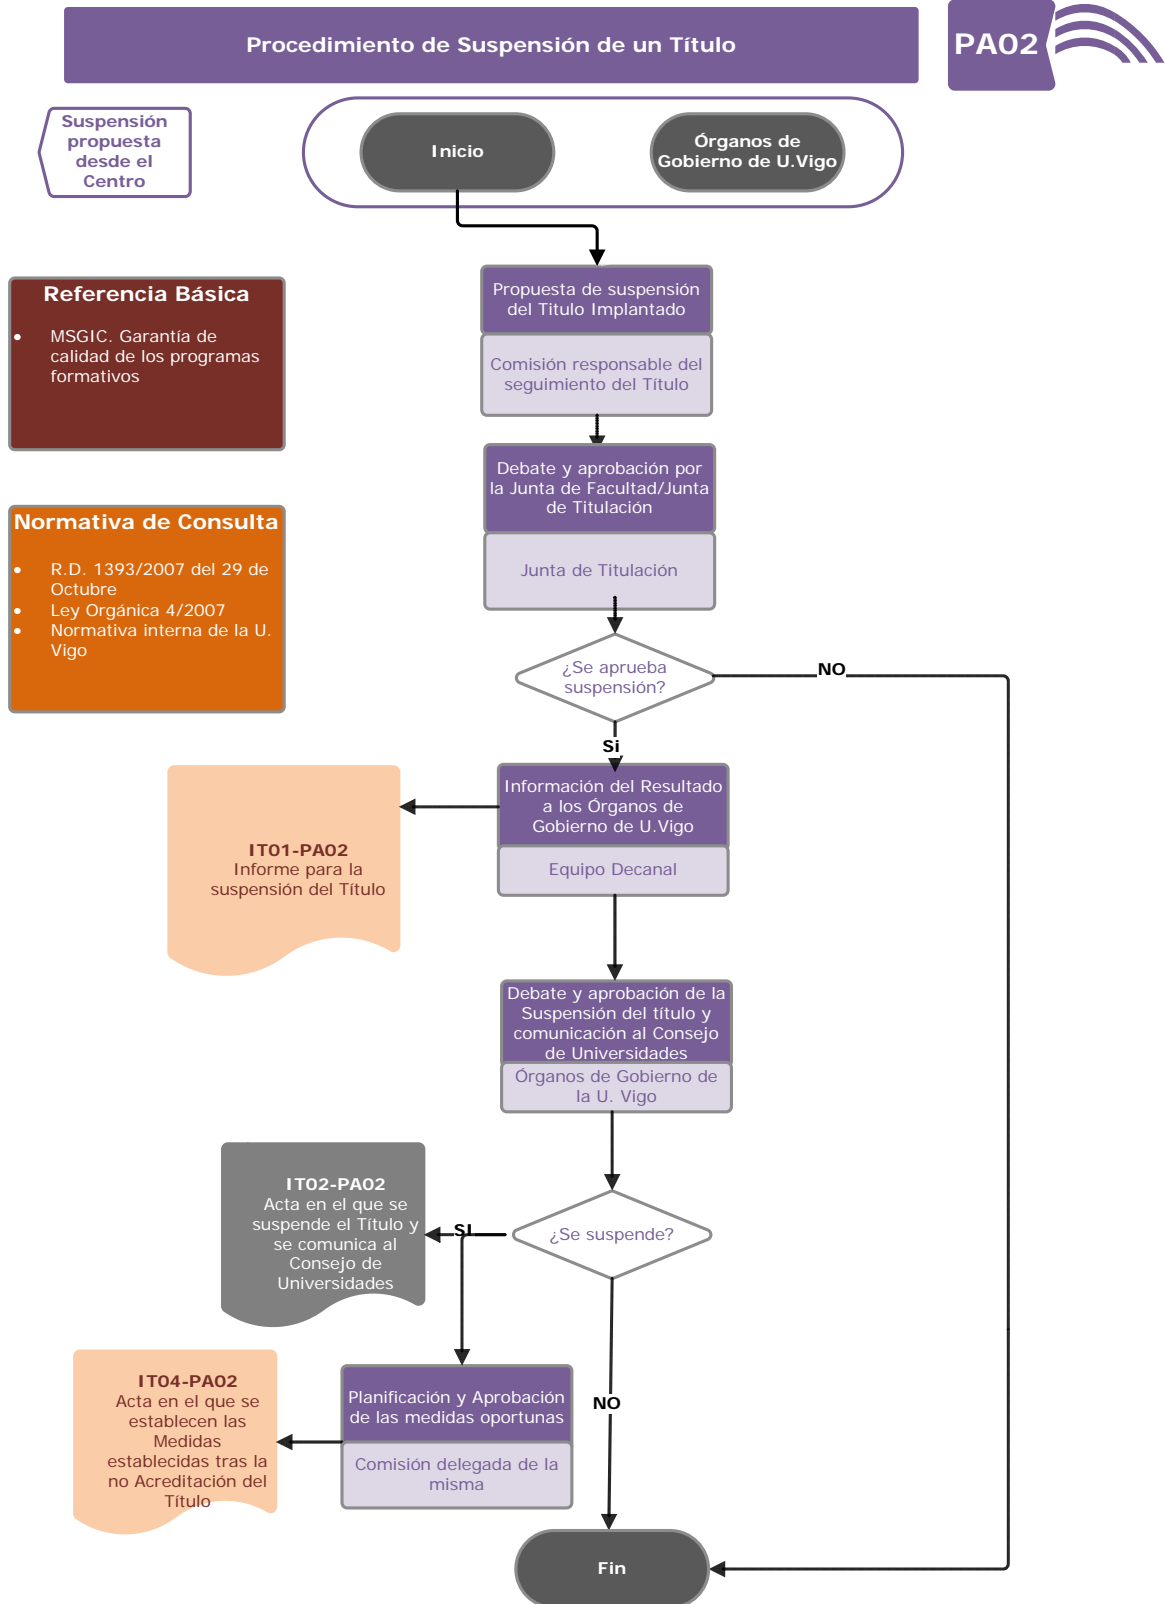 Procedimiento de Suspensión de un Título
PA02
Suspensión
propuesta
desde el
Centro
Inicio
Órganos de
Gobierno de U.Vigo
Referencia Básica
• MSGIC. Garantía de
calidad de los programas
formativos
Propuesta de suspensión
del Titulo Implantado
Comisión responsable del
seguimiento del Título
Debate y aprobación por
la Junta de Facultad/Junta
de Titulación
Junta de Titulación
Normativa de Consulta
• R.D. 1393/2007 del 29 de
Octubre
• Ley Orgánica 4/2007
• Normativa interna de la U.
Vigo
¿Se aprueba
suspensión?
NO
Si
Información del Resultado
a los Órganos de
Gobierno de U.Vigo
Equipo Decanal
IT01-PA02
Informe para la
suspensión del Título
Debate y aprobación de la
Suspensión del título y
comunicación al Consejo
de Universidades
Órganos de Gobierno de
la U. Vigo
¿Se suspende?
SI
IT02-PA02
Acta en el que se
suspende el Título y
se comunica al
Consejo de
Universidades
NO
Planificación y Aprobación
de las medidas oportunas
Comisión delegada de la
misma
IT04-PA02
Acta en el que se
establecen las
Medidas
establecidas tras la
no Acreditación del
Título
Fin